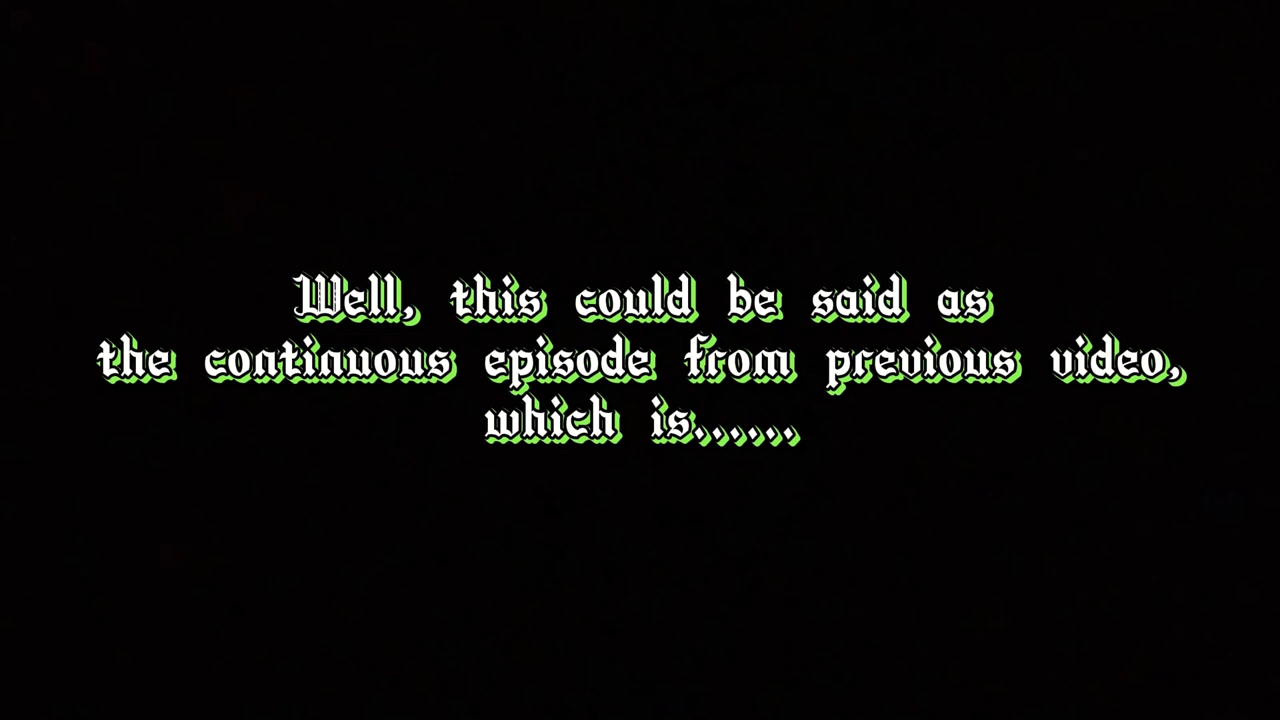 Well, this could be said as
the continuous episode from previous video,
which is......